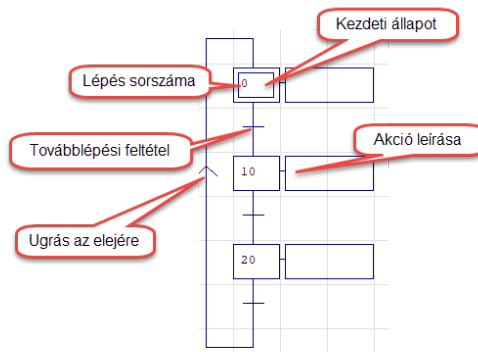 Kezdeti állapot
Lépés sorszáma
0
Továbblépési feltétel
Akció leírása
10
Ugrás az elejére
20